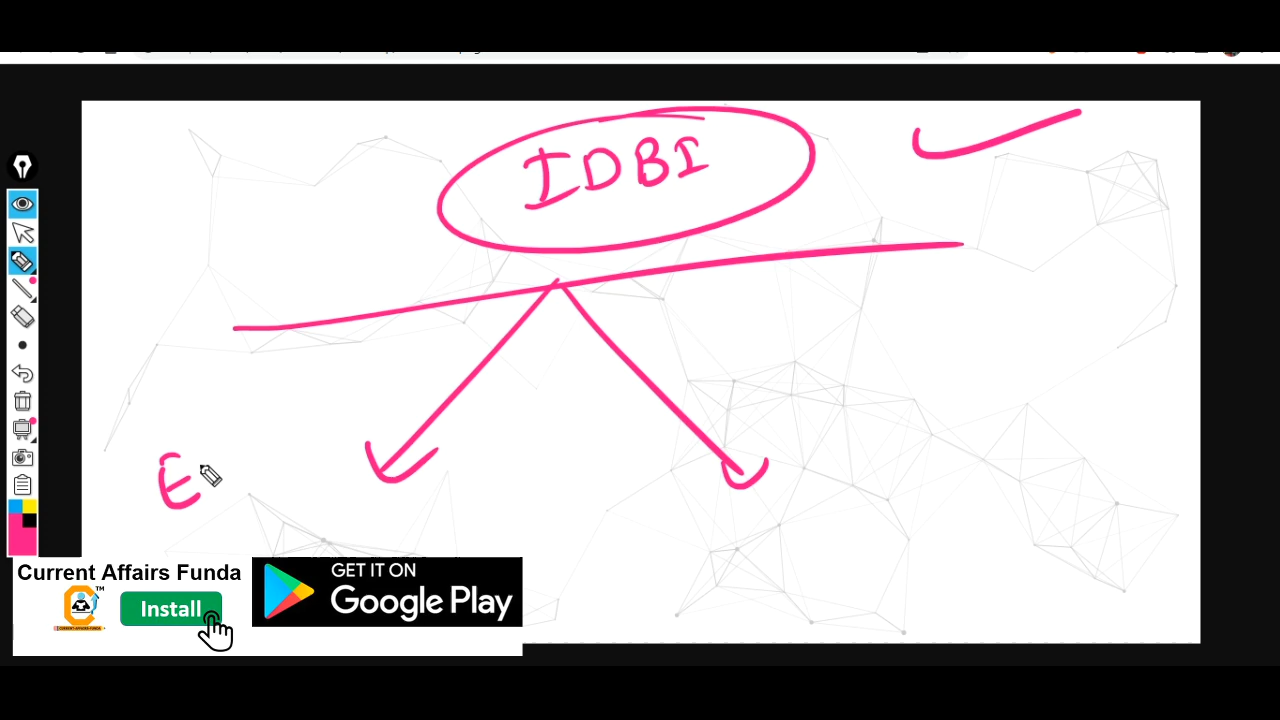 IDBI
E
Current Affairs Funda
Install
GET IT ON
Google Play